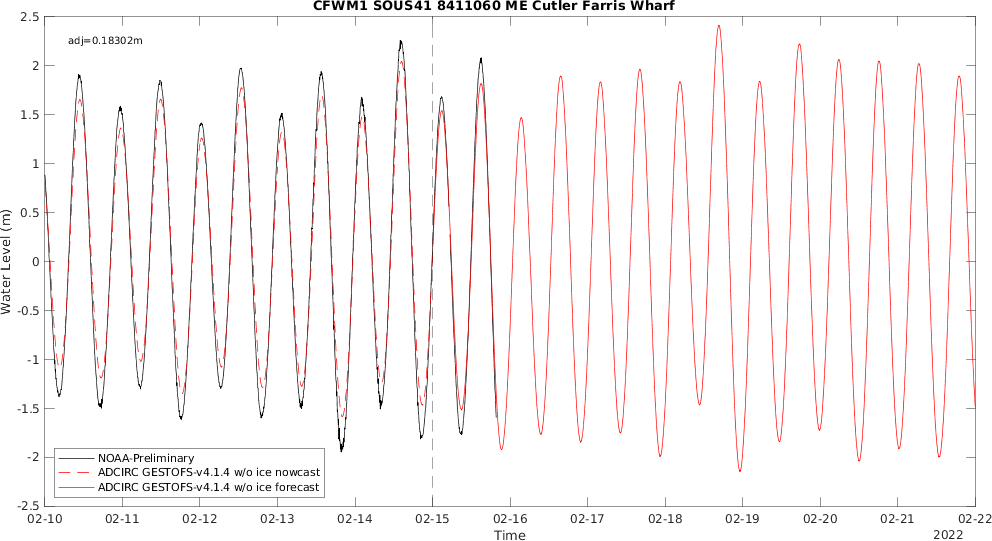 CFWM1 SOUS41 8411060 ME Cutler Farris Wharf
adj=0.18302m
2.5
2
1.5
1
0.5
0
-0.5
-1
-1.5
-2
-2.5
Water Level (m)
NOAA-Preliminary
ADCIRC GESTOFS-v4.1.4 w/o ice nowcast
ADCIRC GESTOFS-v4.1.4 w/o ice forecast
02-10 02-11 02-12 02-13 02-14 02-15 02-16 02-17 02-18 02-19 02-20 02-21 02-22
Time
2022